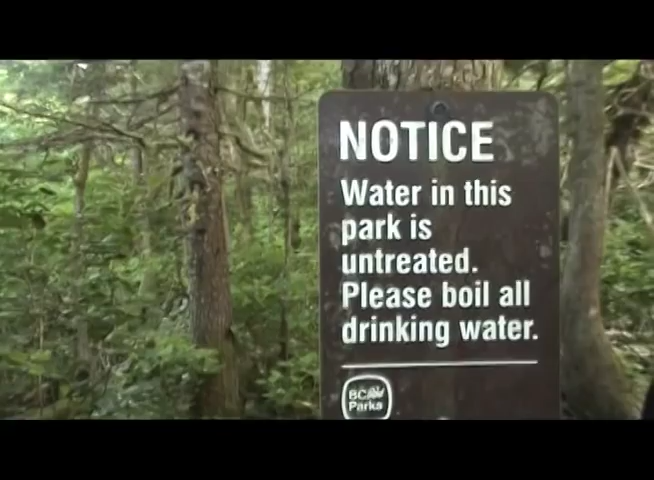 NOTICE
Water in this
park is
untreated.
Please boil all
drinking water.
BC
Parks